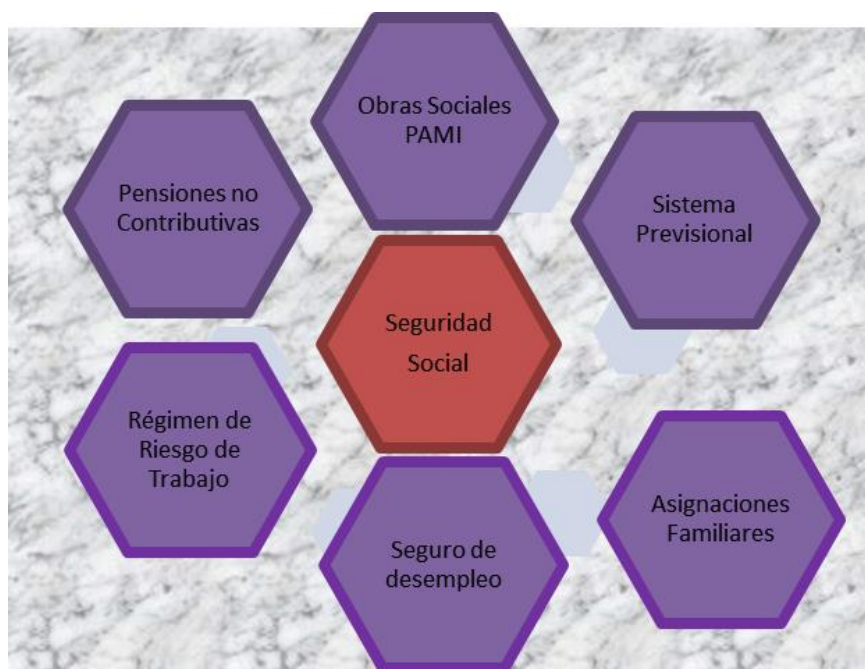 Obras Sociales
PAMI
Pensiones no
Contributivas
Sistema
Previsional
Seguridad
Social
Régimen de
Riesgo de
Trabajo
Asignaciones
Familiares
Seguro de
desempleo